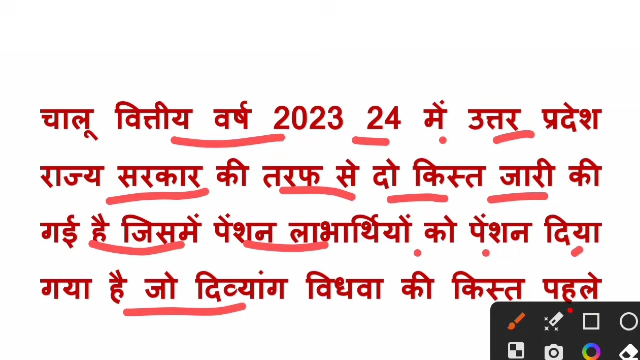 चालू वित्तीय वर्ष 2023 24 में उत्तर प्रदेश
राज्य सरकार की तरफ से दो किस्त जारी की
गई है जिसमें पेंशन लाभार्थियों को पेंशन दिया
गया है जो दिव्यांग विधवा की किस्त पहले